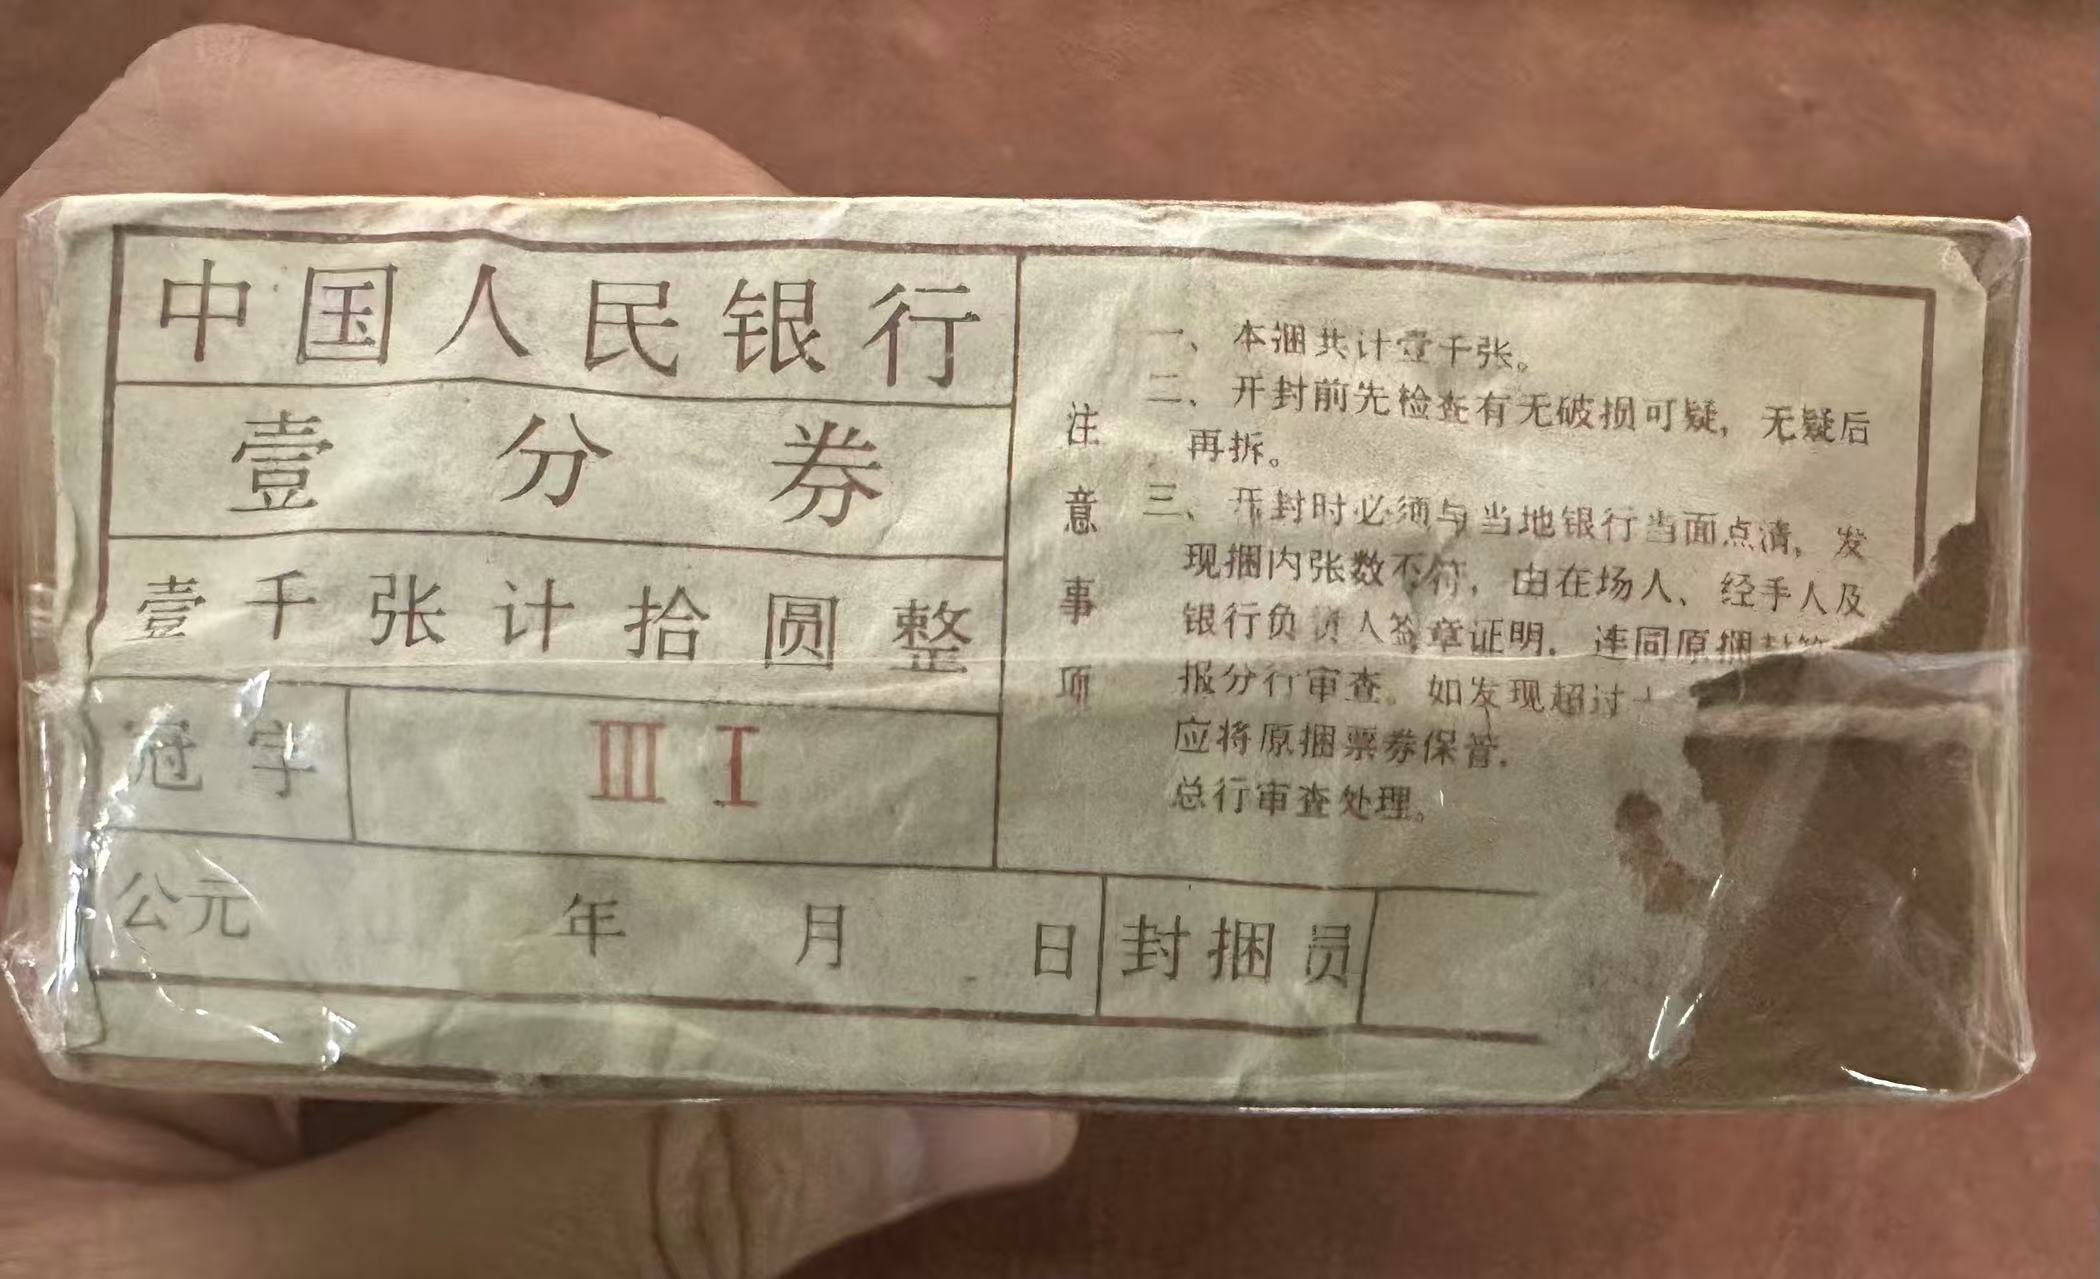 中国人民银行
壹分券
壹千张计拾圆整
冠字 III I
公元 年 月 日 封捆员
注意事项
一、本捆共计壹千张。
二、开封前先检查有无破损可疑，无疑后
再拆。
三、开封时必须与当地银行当面点清，发
现捆内张数不符，由在场人、经手人及
银行负责人签章证明．连同原捆封签
报分行审查。如发现超过十
应将原捆票券保管．
总行审查处理。